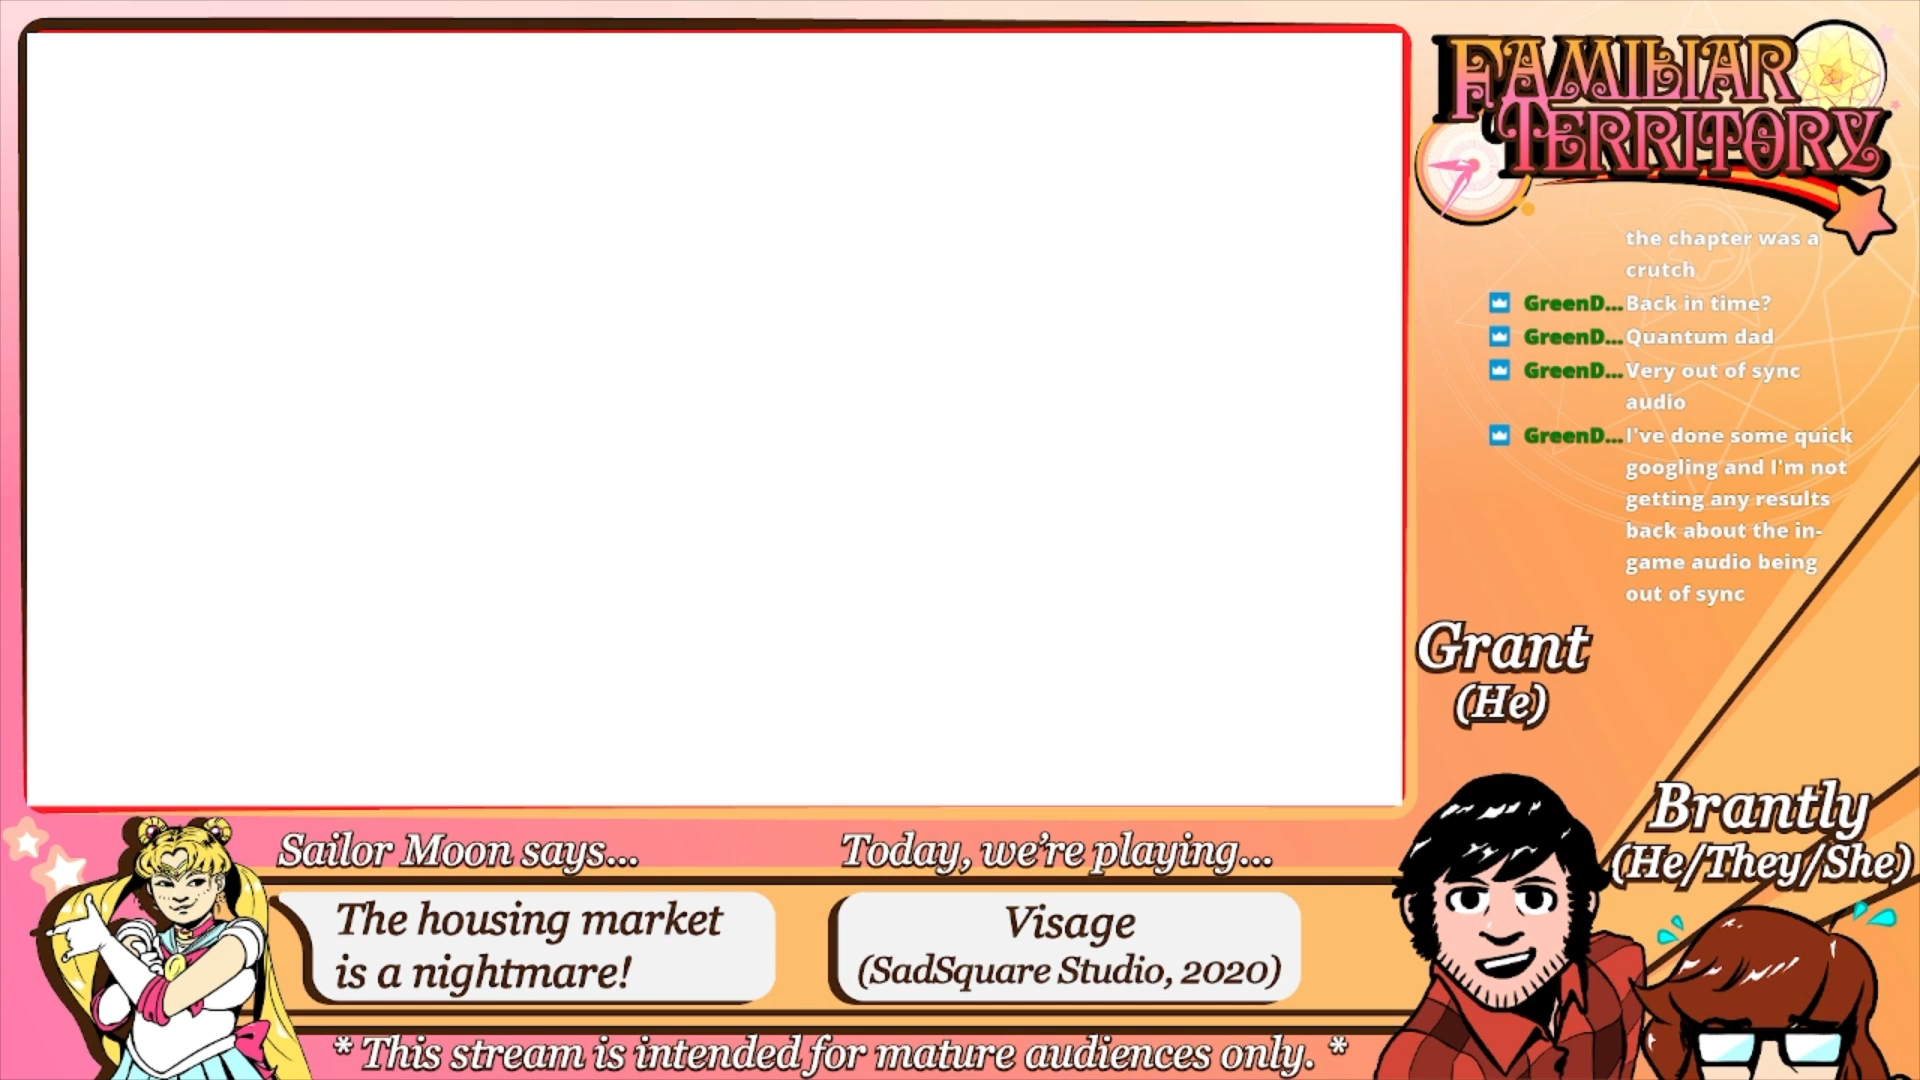 FAMILIAR
TERRITORY
the chapter was a
crutch
GreenD... Back in time?
GreenD... Quantum dad
GreenD... Very out of sync
audio
GreenD... I've done some quick
googling and I'm not
getting any results
back about the in-
game audio being
out of sync
Grant
(He)
Brantly
(He/They/She)
Sailor Moon says...
The housing market
is a nightmare!
Today, we're playing...
Visage
(SadSquare Studio, 2020)
* This stream is intended for mature audiences only. *